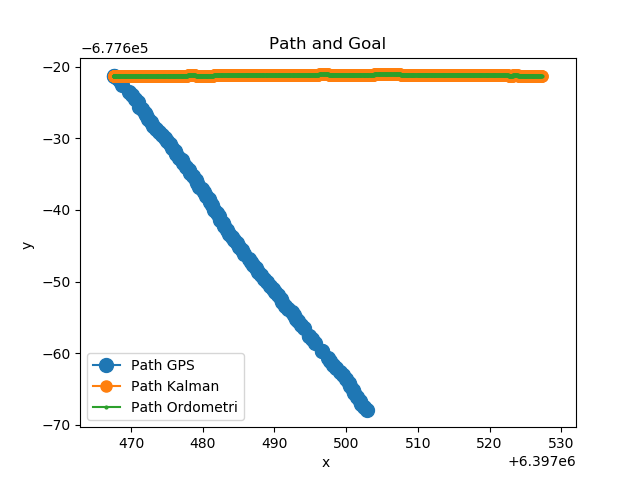 Path and Goal
−6.776e5
−20
−30
−40
−50
−60
−70
y
Path GPS
Path Kalman
Path Ordometri
470 480 490 500 510 520 530
x
+6.397e6